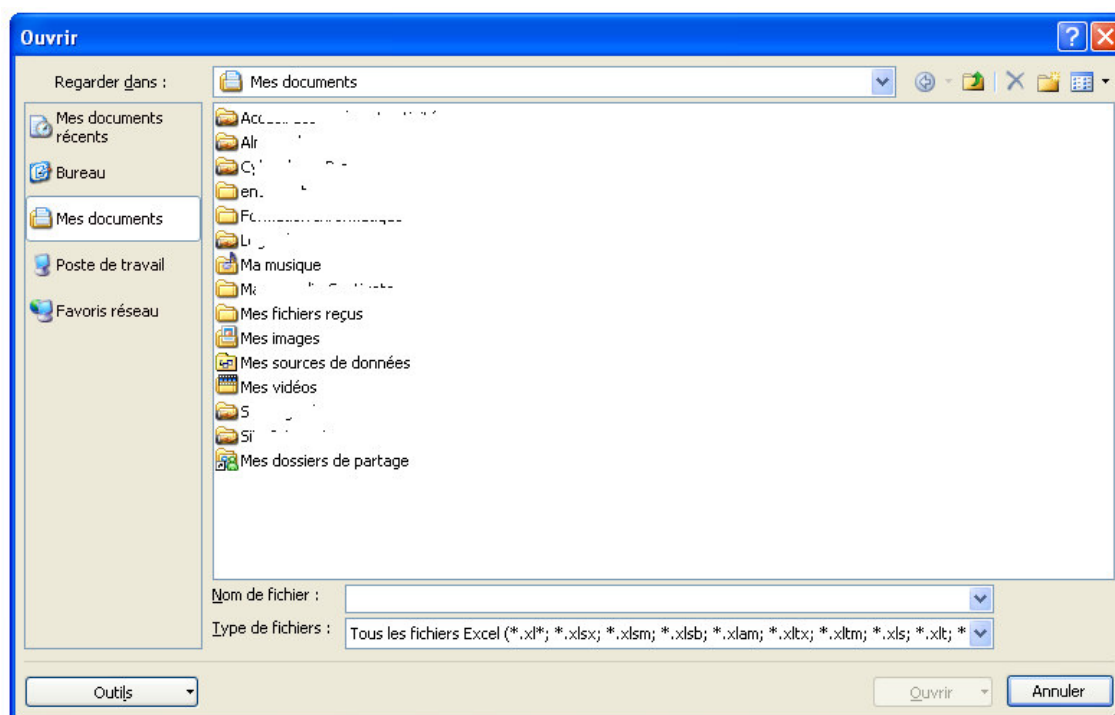 Ouvrir
Regarder dans :
Mes documents
Mes documents
récents
Bureau
Mes documents
Poste de travail
Favoris réseau
Ma musique
Mes fichiers reçus
Mes images
Mes sources de données
Mes vidéos
Mes dossiers de partage
Nom de fichier :
Type de fichiers :
Tous les fichiers Excel (*.xl*; *.xlsx; *.xlsm; *.xlsb; *.xlam; *.xltx; *.xltm; *.xls; *.xlt; *
Outils
Ouvrir
Annuler